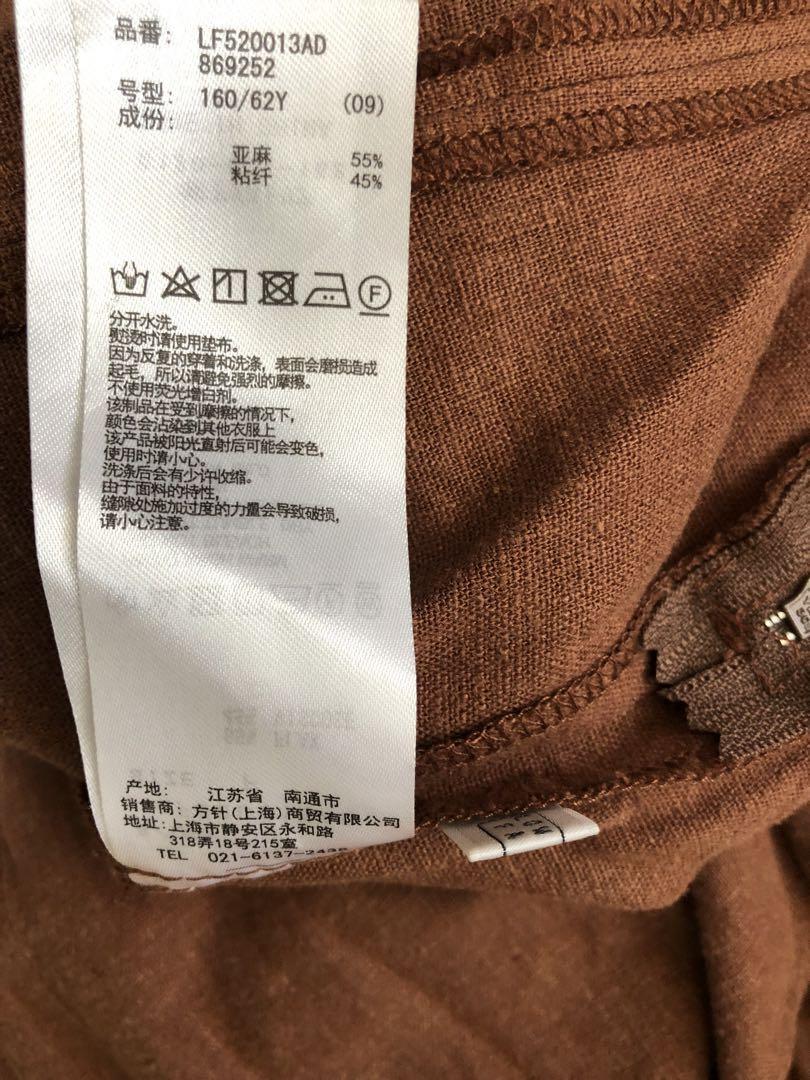 品番: LF520013AD
869252
号型: 160/62Y (09)
成份:
亚麻 55%
粘纤 45%
F
分开水洗。
熨烫时请使用垫布。
因为反复的穿着和洗涤，表面会磨损造成
起毛，所以请避免强烈的摩擦。
不使用荧光增白剂。
该制品在受到摩擦的情况下，
颜色会沾染到其他衣服上
该产品被阳光直射后可能会变色，
使用时请小心。
洗涤后会有少许收缩。
由于面料的特性，
缝隙处施加过度的力量会导致破损，
请小心注意。
产地: 江苏省 南通市
销售商: 方针(上海)商贸有限公司
地址:上海市静安区永和路
318弄18号215室
TEL 021-6137-